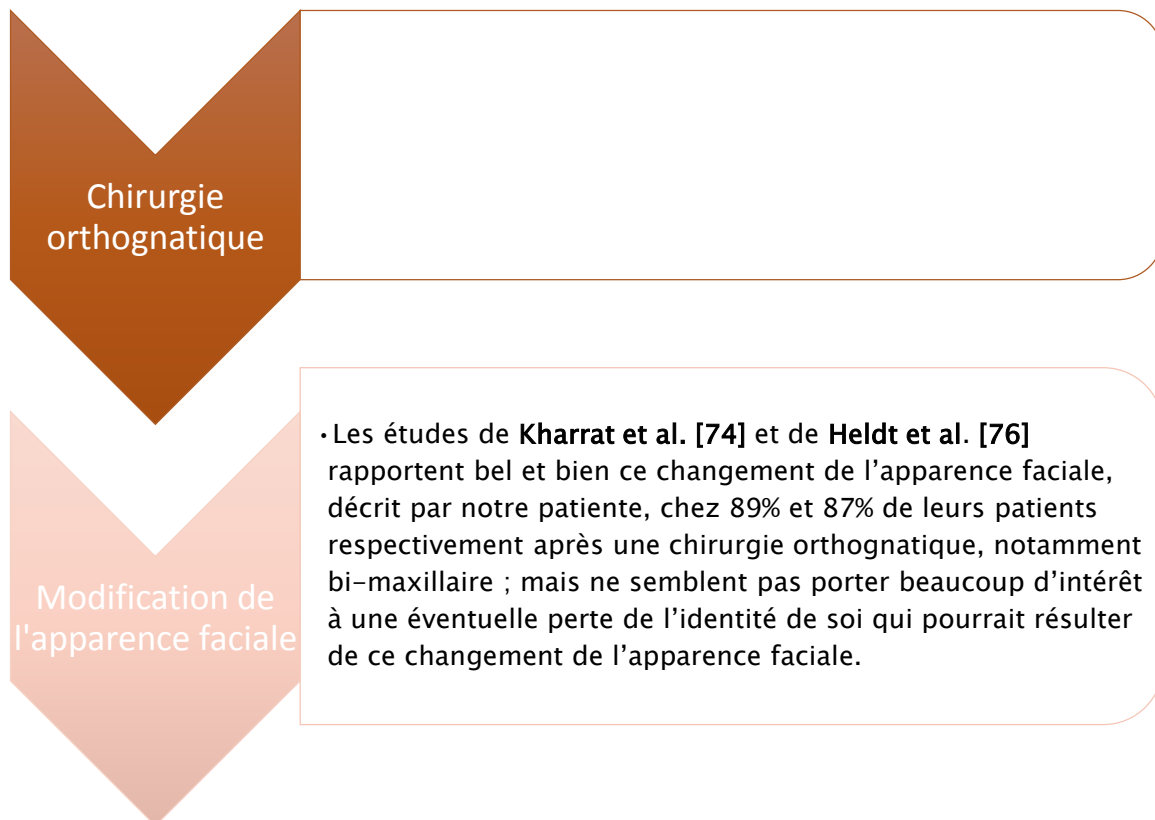 Chirurgie
orthognatique
Modification de
l'apparence faciale
•Les études de Kharrat et al. [74] et de Heldt et al. [76]
rapportent bel et bien ce changement de l’apparence faciale,
décrit par notre patiente, chez 89% et 87% de leurs patients
respectivement après une chirurgie orthognatique, notamment
bi-maxillaire ; mais ne semblent pas porter beaucoup d’intérêt
à une éventuelle perte de l’identité de soi qui pourrait résulter
de ce changement de l’apparence faciale.